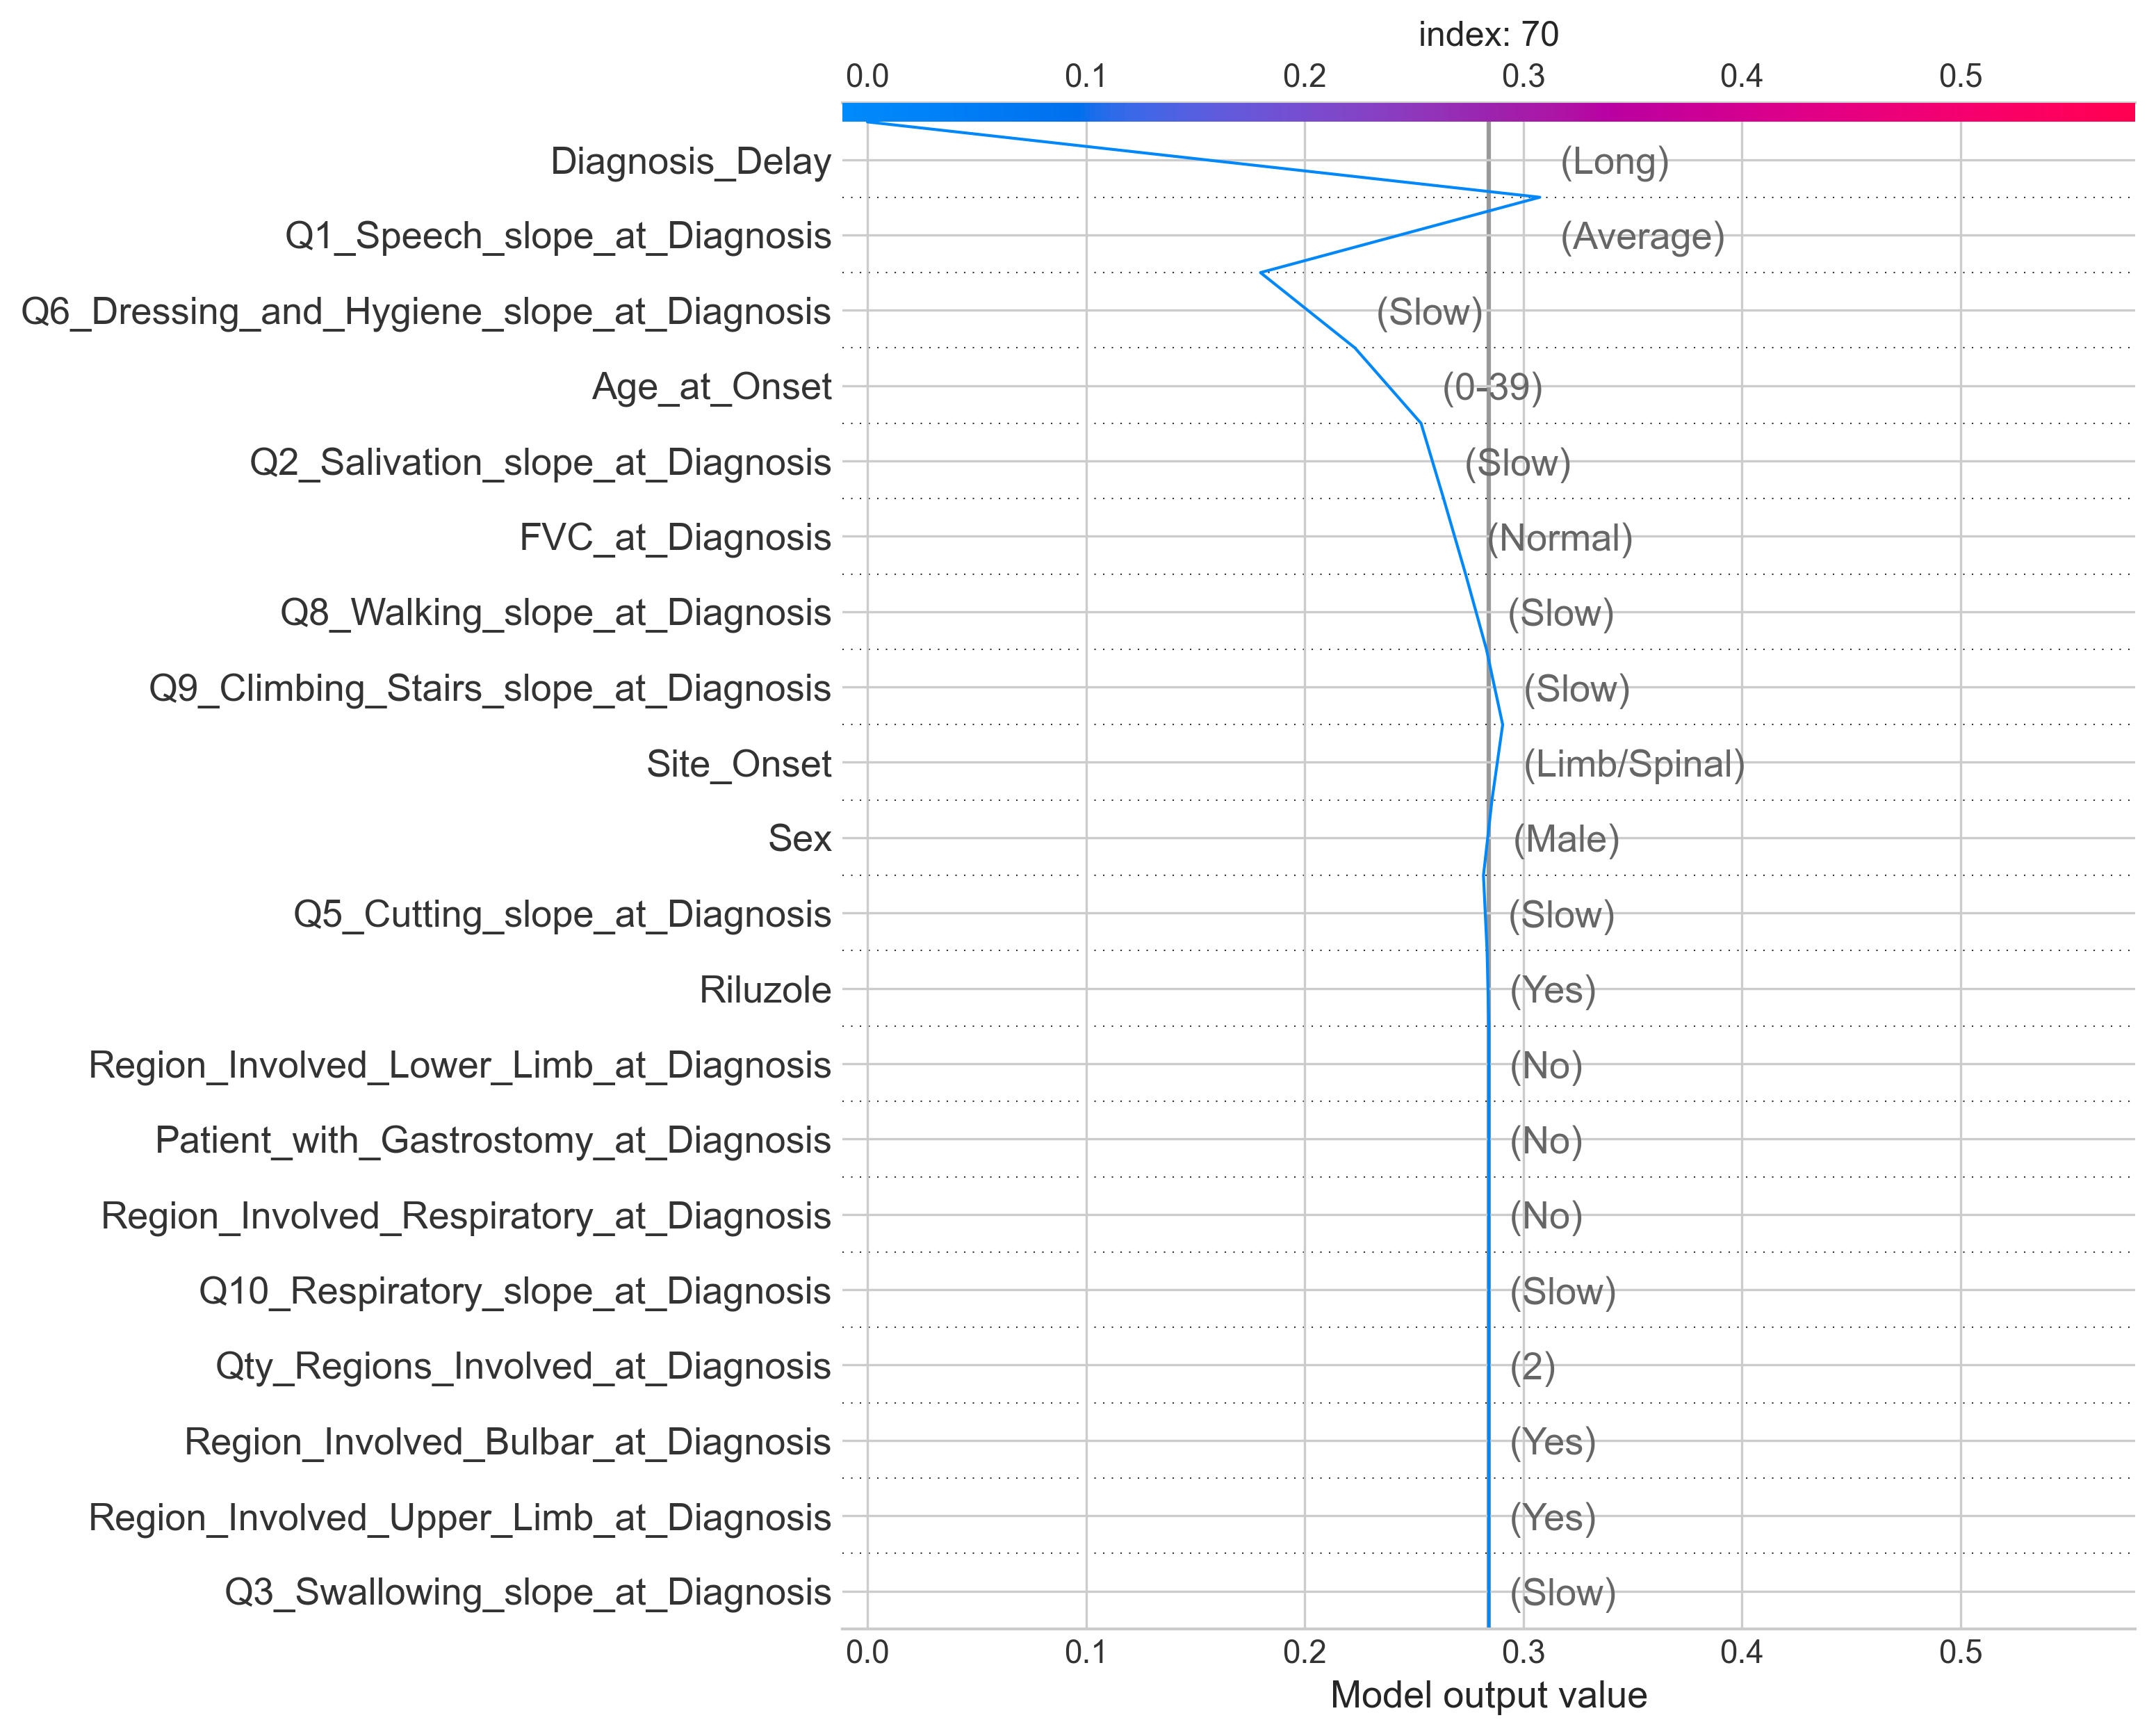 index: 70
0.0 0.1 0.2 0.3 0.4 0.5
Diagnosis_Delay (Long)
Q1_Speech_slope_at_Diagnosis (Average)
Q6_Dressing_and_Hygiene_slope_at_Diagnosis (Slow)
Age_at_Onset (0-39)
Q2_Salivation_slope_at_Diagnosis (Slow)
FVC_at_Diagnosis (Normal)
Q8_Walking_slope_at_Diagnosis (Slow)
Q9_Climbing_Stairs_slope_at_Diagnosis (Slow)
Site_Onset (Limb/Spinal)
Sex (Male)
Q5_Cutting_slope_at_Diagnosis (Slow)
Riluzole (Yes)
Region_Involved_Lower_Limb_at_Diagnosis (No)
Patient_with_Gastrostomy_at_Diagnosis (No)
Region_Involved_Respiratory_at_Diagnosis (No)
Q10_Respiratory_slope_at_Diagnosis (Slow)
Qty_Regions_Involved_at_Diagnosis (2)
Region_Involved_Bulbar_at_Diagnosis (Yes)
Region_Involved_Upper_Limb_at_Diagnosis (Yes)
Q3_Swallowing_slope_at_Diagnosis (Slow)
0.0 0.1 0.2 0.3 0.4 0.5
Model output value